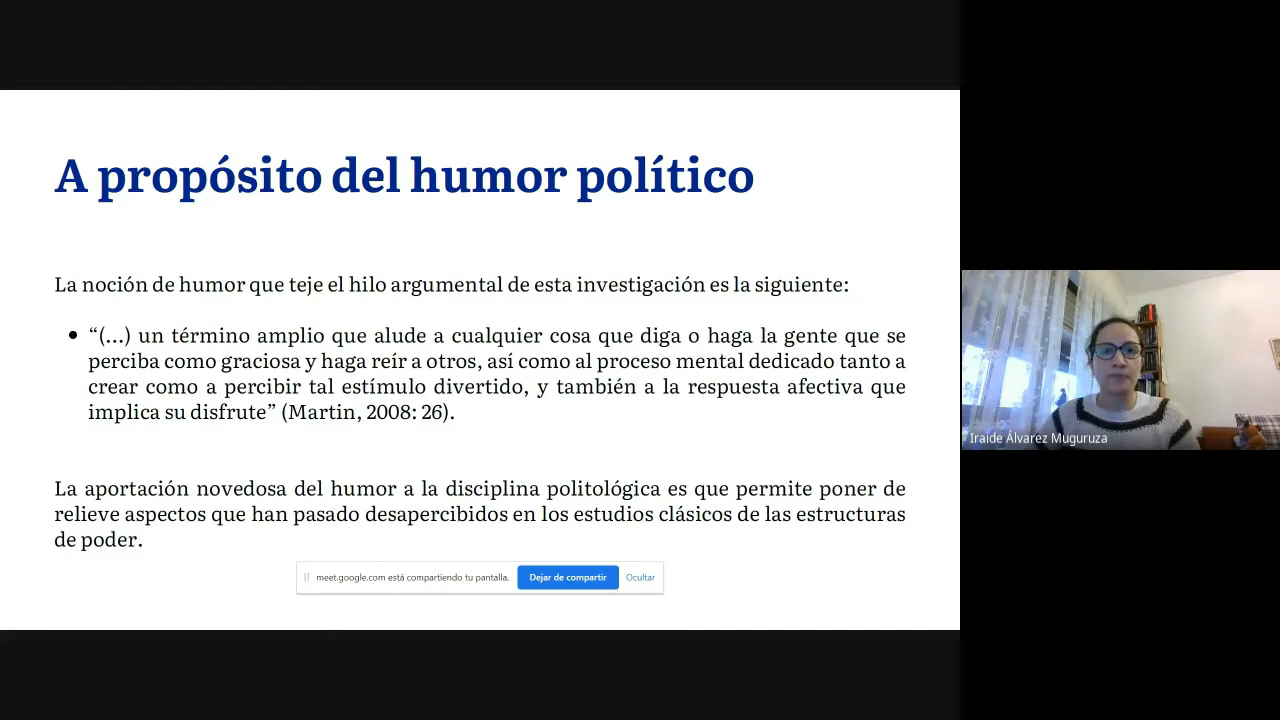 A propósito del humor político
La noción de humor que teje el hilo argumental de esta investigación es la siguiente:
• “(...) un término amplio que alude a cualquier cosa que diga o haga la gente que se
perciba como graciosa y haga reír a otros, así como al proceso mental dedicado tanto a
crear como a percibir tal estímulo divertido, y también a la respuesta afectiva que
implica su disfrute” (Martin, 2008: 26).
La aportación novedosa del humor a la disciplina politológica es que permite poner de
relieve aspectos que han pasado desapercibidos en los estudios clásicos de las estructuras
de poder.
meet.google.com está compartiendo tu pantalla. Dejar de compartir Ocultar
Iraide Álvarez Muguruza